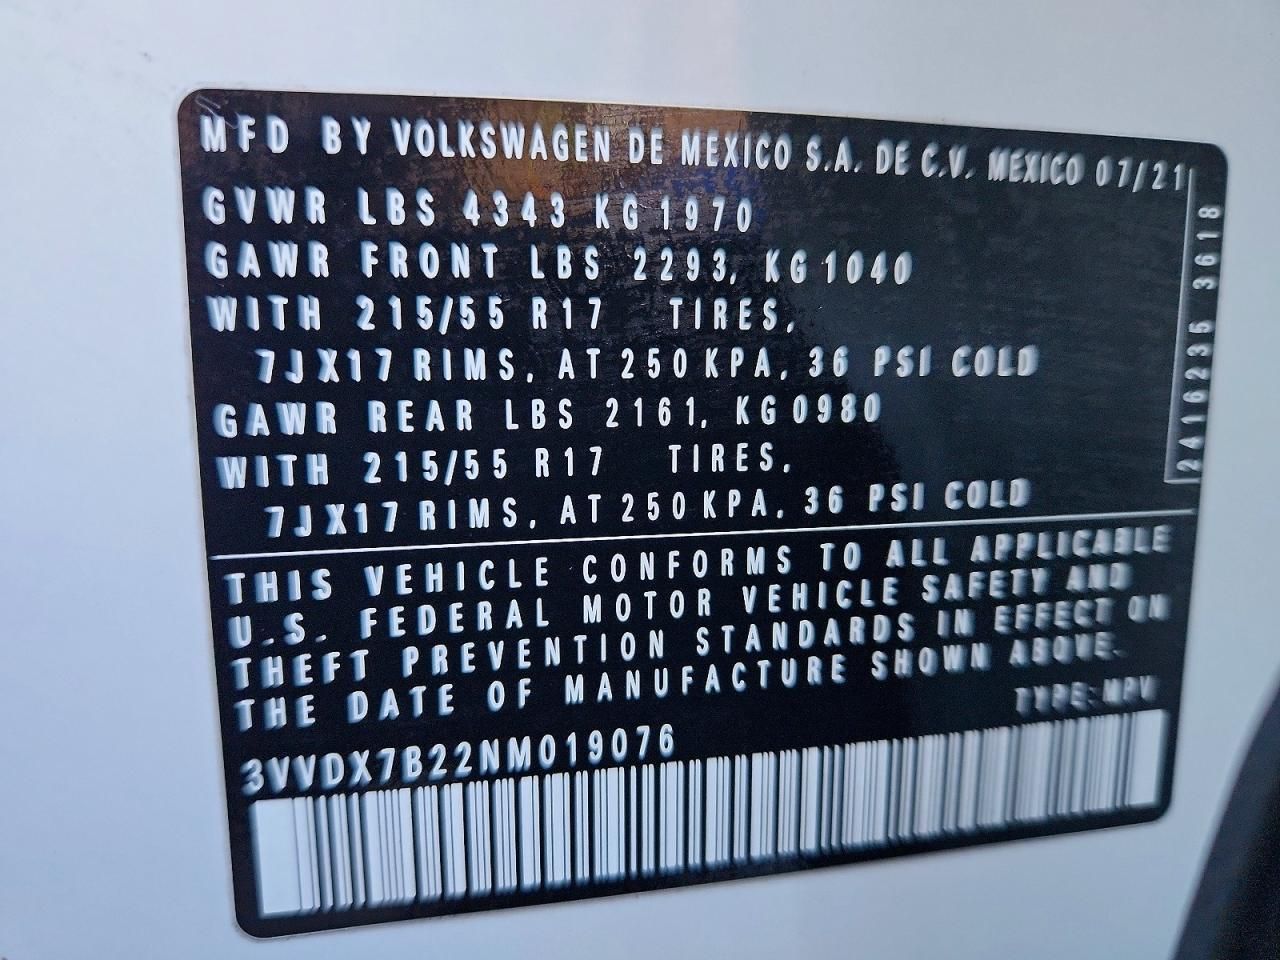 MFD BY VOLKSWAGEN DE MEXICO S.A. DE C.V. MEXICO 07/21
GVWR LBS 4343 KG 1970
GAWR FRONT LBS 2293, KG 1040
WITH 215/55 R17 TIRES,
7JX17 RIMS, AT 250 KPA, 36 PSI COLD
GAWR REAR LBS 2161, KG 0980
WITH 215/55 R17 TIRES,
7JX17 RIMS, AT 250 KPA, 36 PSI COLD
2416235 3618
THIS VEHICLE CONFORMS TO ALL APPLICABLE
U.S. FEDERAL MOTOR VEHICLE SAFETY AND
THEFT PREVENTION STANDARDS IN EFFECT ON
THE DATE OF MANUFACTURE SHOWN ABOVE.
TYPE: MPV
3VVDX7B22NM019076